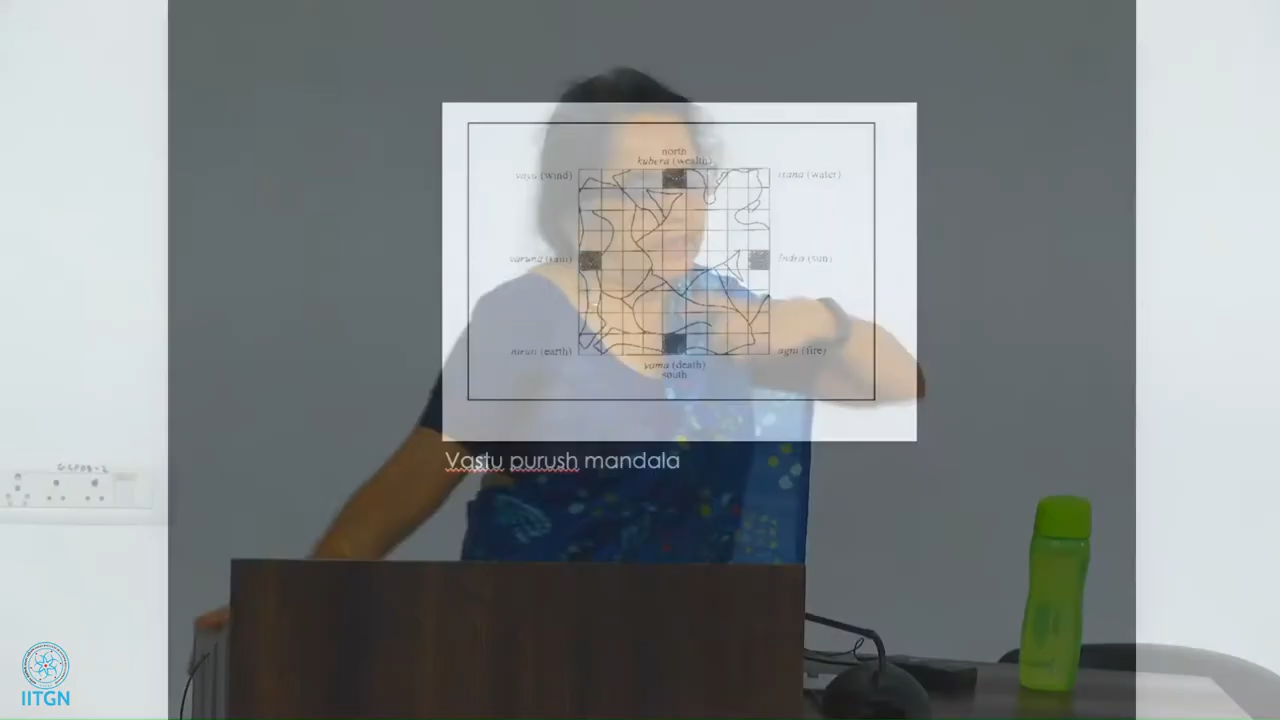 north
kubera (wealth)
vayu (wind)
isana (water)
varuna (rain)
indra (sun)
nirrti (earth)
agni (fire)
yama (death)
south
Vastu purush mandala
IITGN